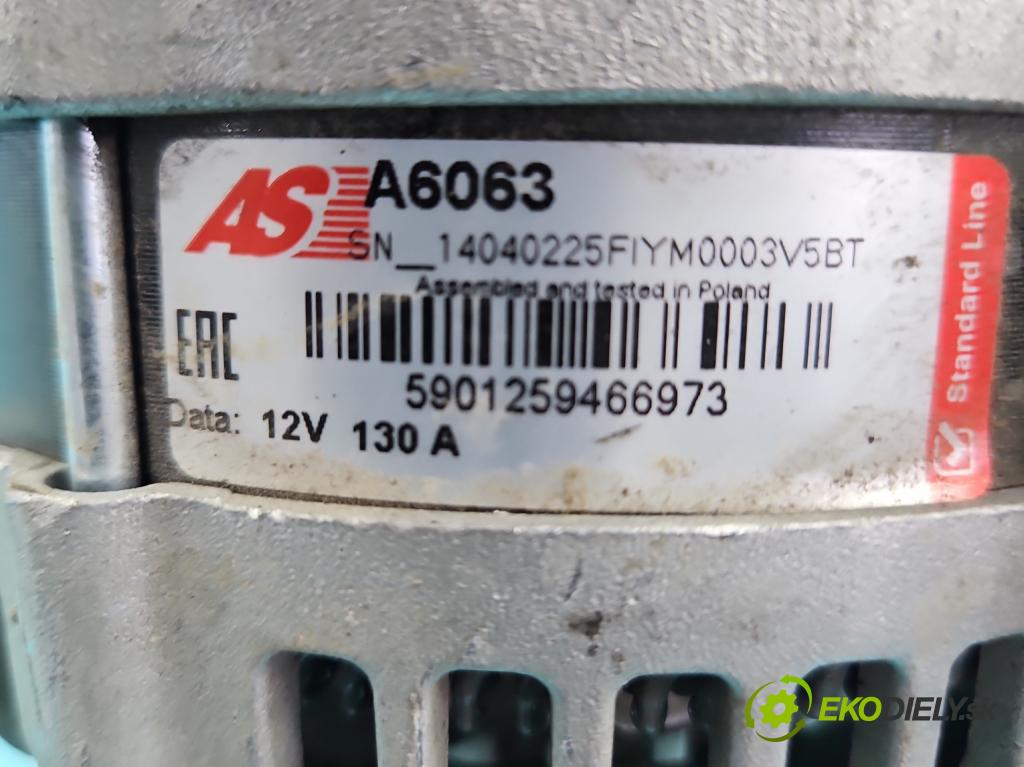 AS A6063
SN__14040225FIYM0003V5BT
Assembled and tested in Poland
EAC
5901259466973
Data: 12V 130 A
Standard Line
EKODIELY.sk